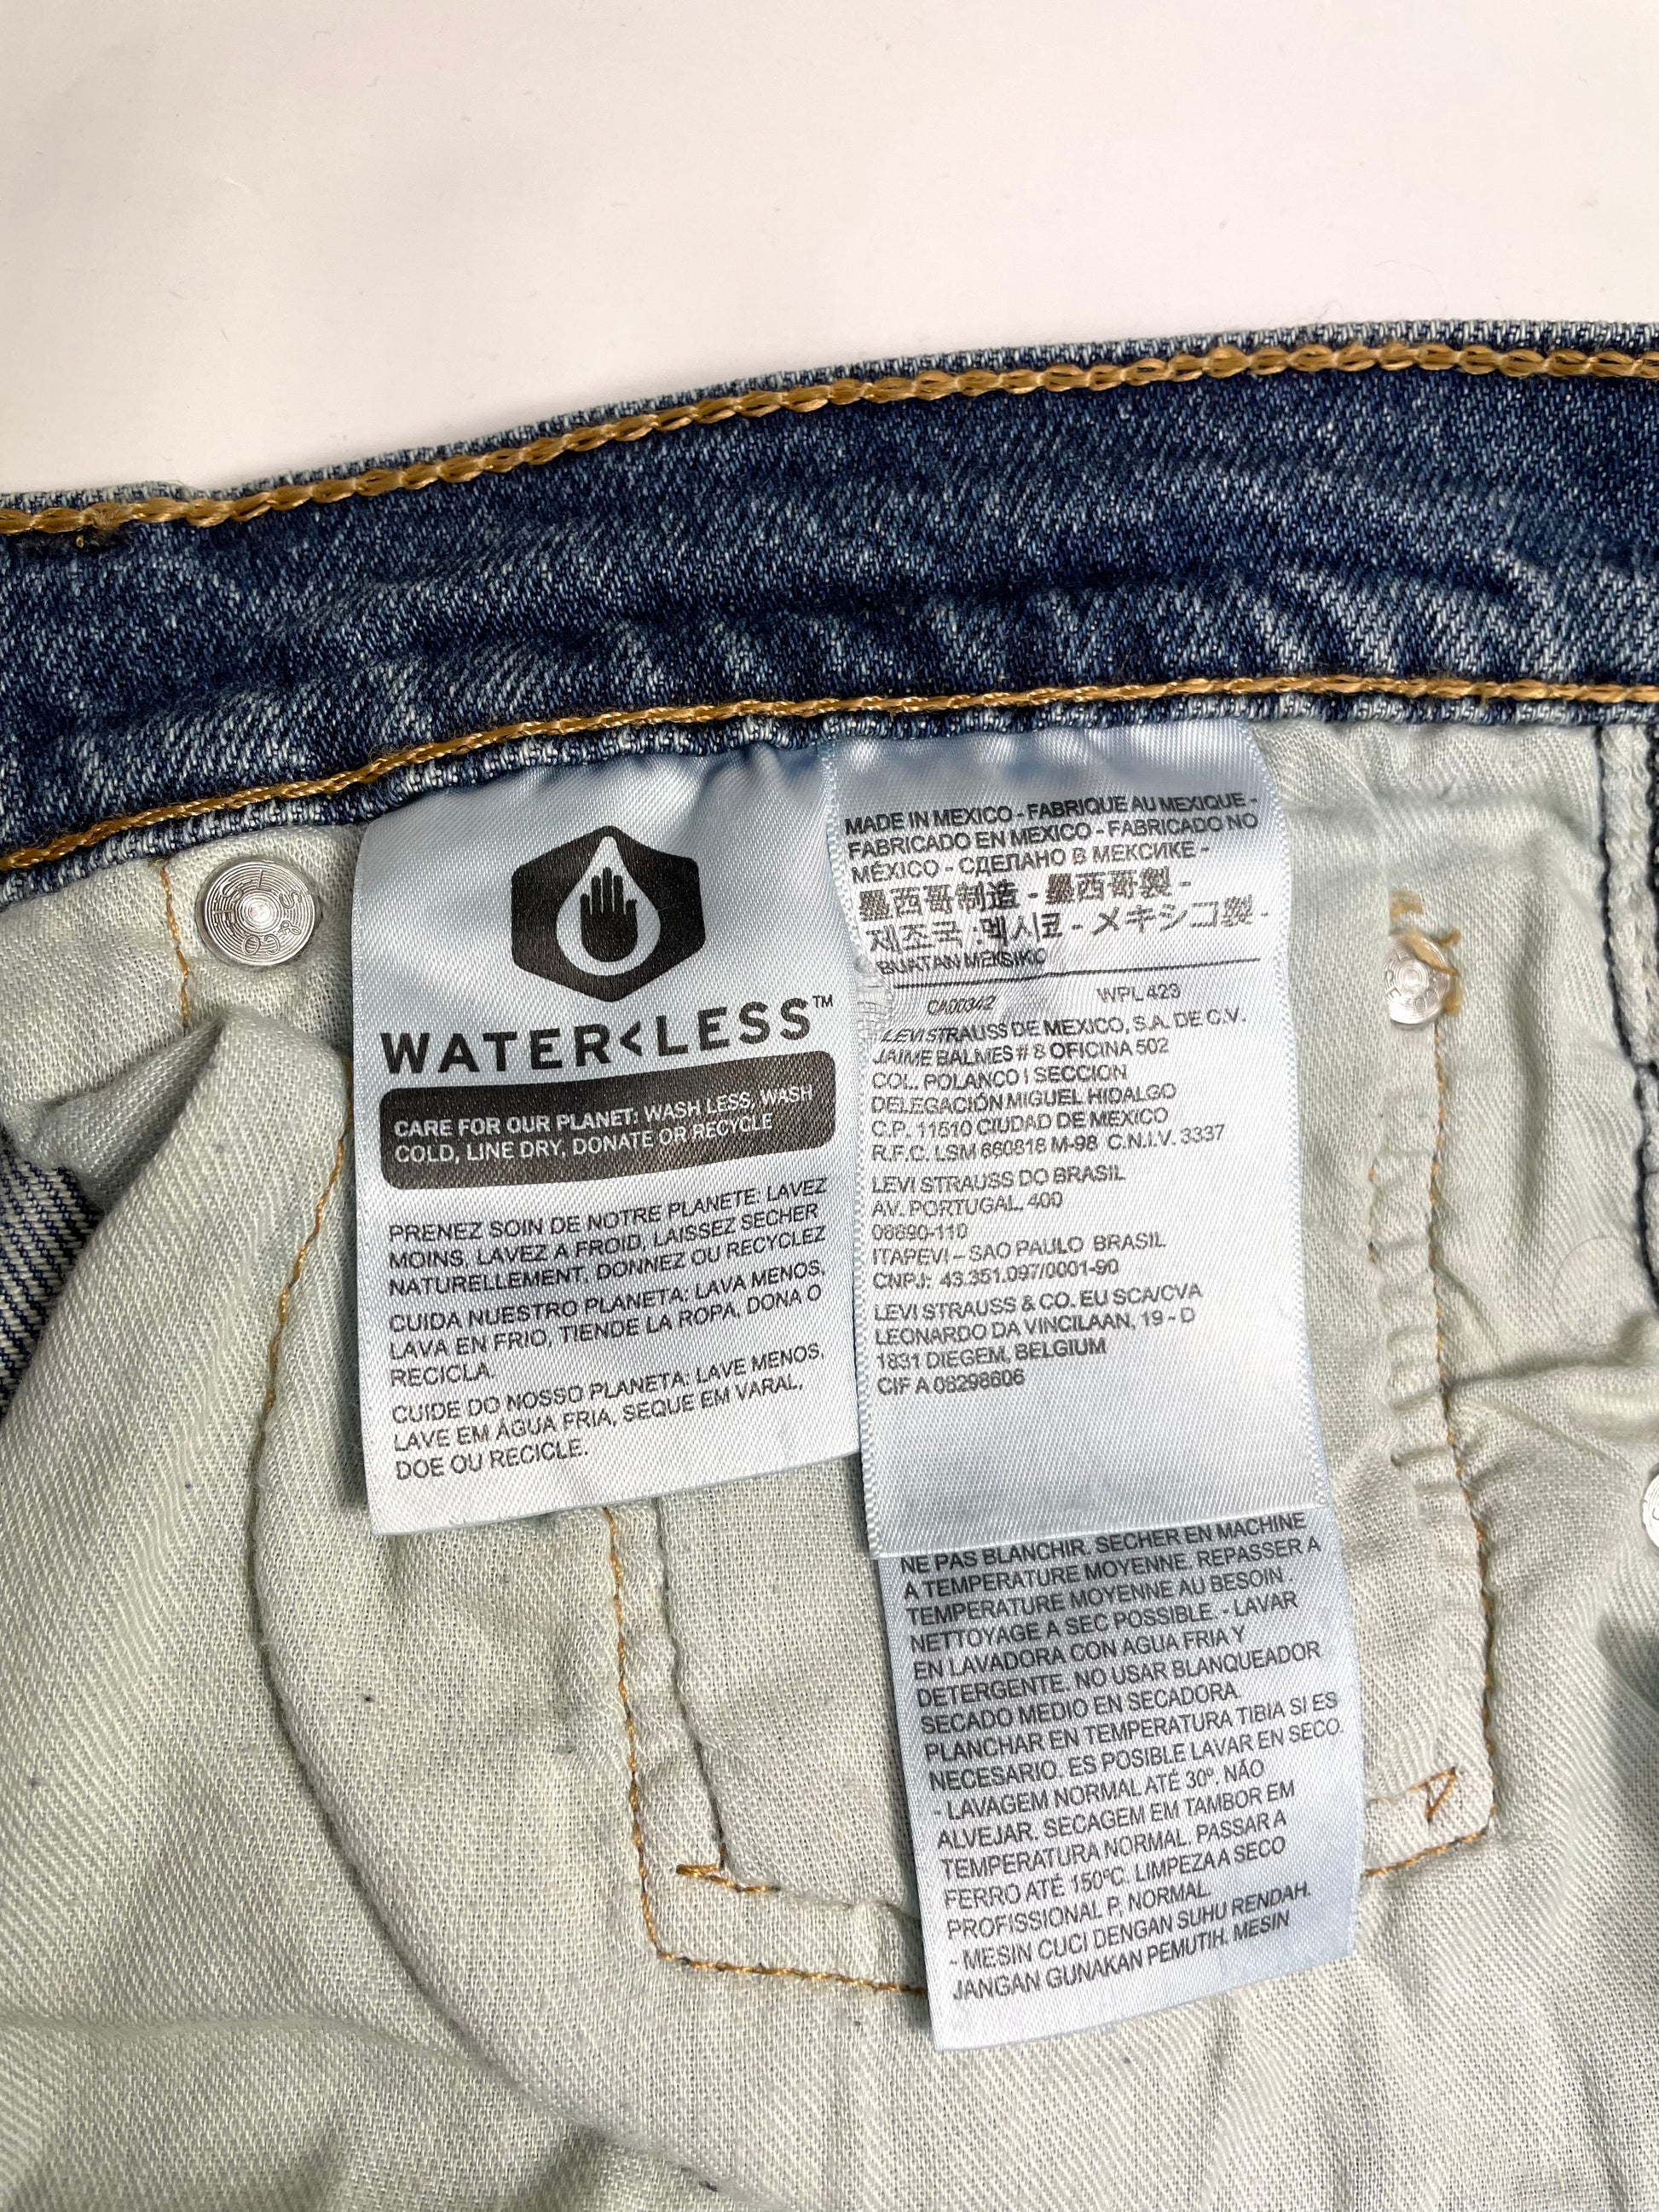 WATER<LESS™
CARE FOR OUR PLANET: WASH LESS, WASH
COLD, LINE DRY, DONATE OR RECYCLE
PRENEZ SOIN DE NOTRE PLANETE: LAVEZ
MOINS, LAVEZ A FROID, LAISSEZ SECHER
NATURELLEMENT, DONNEZ OU RECYCLEZ
CUIDA NUESTRO PLANETA: LAVA MENOS,
LAVA EN FRIO, TIENDE LA ROPA, DONA O
RECICLA.
CUIDE DO NOSSO PLANETA: LAVE MENOS,
LAVE EM ÁGUA FRIA, SEQUE EM VARAL,
DOE OU RECICLE.
MADE IN MEXICO - FABRIQUE AU MEXIQUE -
FABRICADO EN MEXICO - FABRICADO NO
MÉXICO - СДЕЛАНО В МЕКСИКЕ -
墨西哥制造 - 墨西哥製 -
제조국 :멕시코 - メキシコ製 -
BUATAN MEKSIKO
CA00342 WPL 423
LEVI STRAUSS DE MEXICO, S.A. DE C.V.
JAIME BALMES # 8 OFICINA 502
COL. POLANCO I SECCION
DELEGACIÓN MIGUEL HIDALGO
C.P. 11510 CIUDAD DE MEXICO
R.F.C. LSM 660818 M-98 C.N.I.V. 3337
LEVI STRAUSS DO BRASIL
AV. PORTUGAL, 400
06690-110
ITAPEVI – SAO PAULO BRASIL
CNPJ: 43.351.097/0001-90
LEVI STRAUSS & CO. EU SCA/CVA
LEONARDO DA VINCILAAN, 19 - D
1831 DIEGEM, BELGIUM
CIF A 08298606
NE PAS BLANCHIR. SECHER EN MACHINE
A TEMPERATURE MOYENNE. REPASSER A
TEMPERATURE MOYENNE AU BESOIN .
NETTOYAGE A SEC POSSIBLE. - LAVAR
EN LAVADORA CON AGUA FRIA Y
DETERGENTE. NO USAR BLANQUEADOR
SECADO MEDIO EN SECADORA.
PLANCHAR EN TEMPERATURA TIBIA SI ES
NECESARIO. ES POSIBLE LAVAR EN SECO.
- LAVAGEM NORMAL ATÉ 30º. NÃO
ALVEJAR. SECAGEM EM TAMBOR EM
TEMPERATURA NORMAL. PASSAR A
FERRO ATÉ 150ºC. LIMPEZA A SECO
PROFISSIONAL P. NORMAL.
- MESIN CUCI DENGAN SUHU RENDAH.
JANGAN GUNAKAN PEMUTIH. MESIN